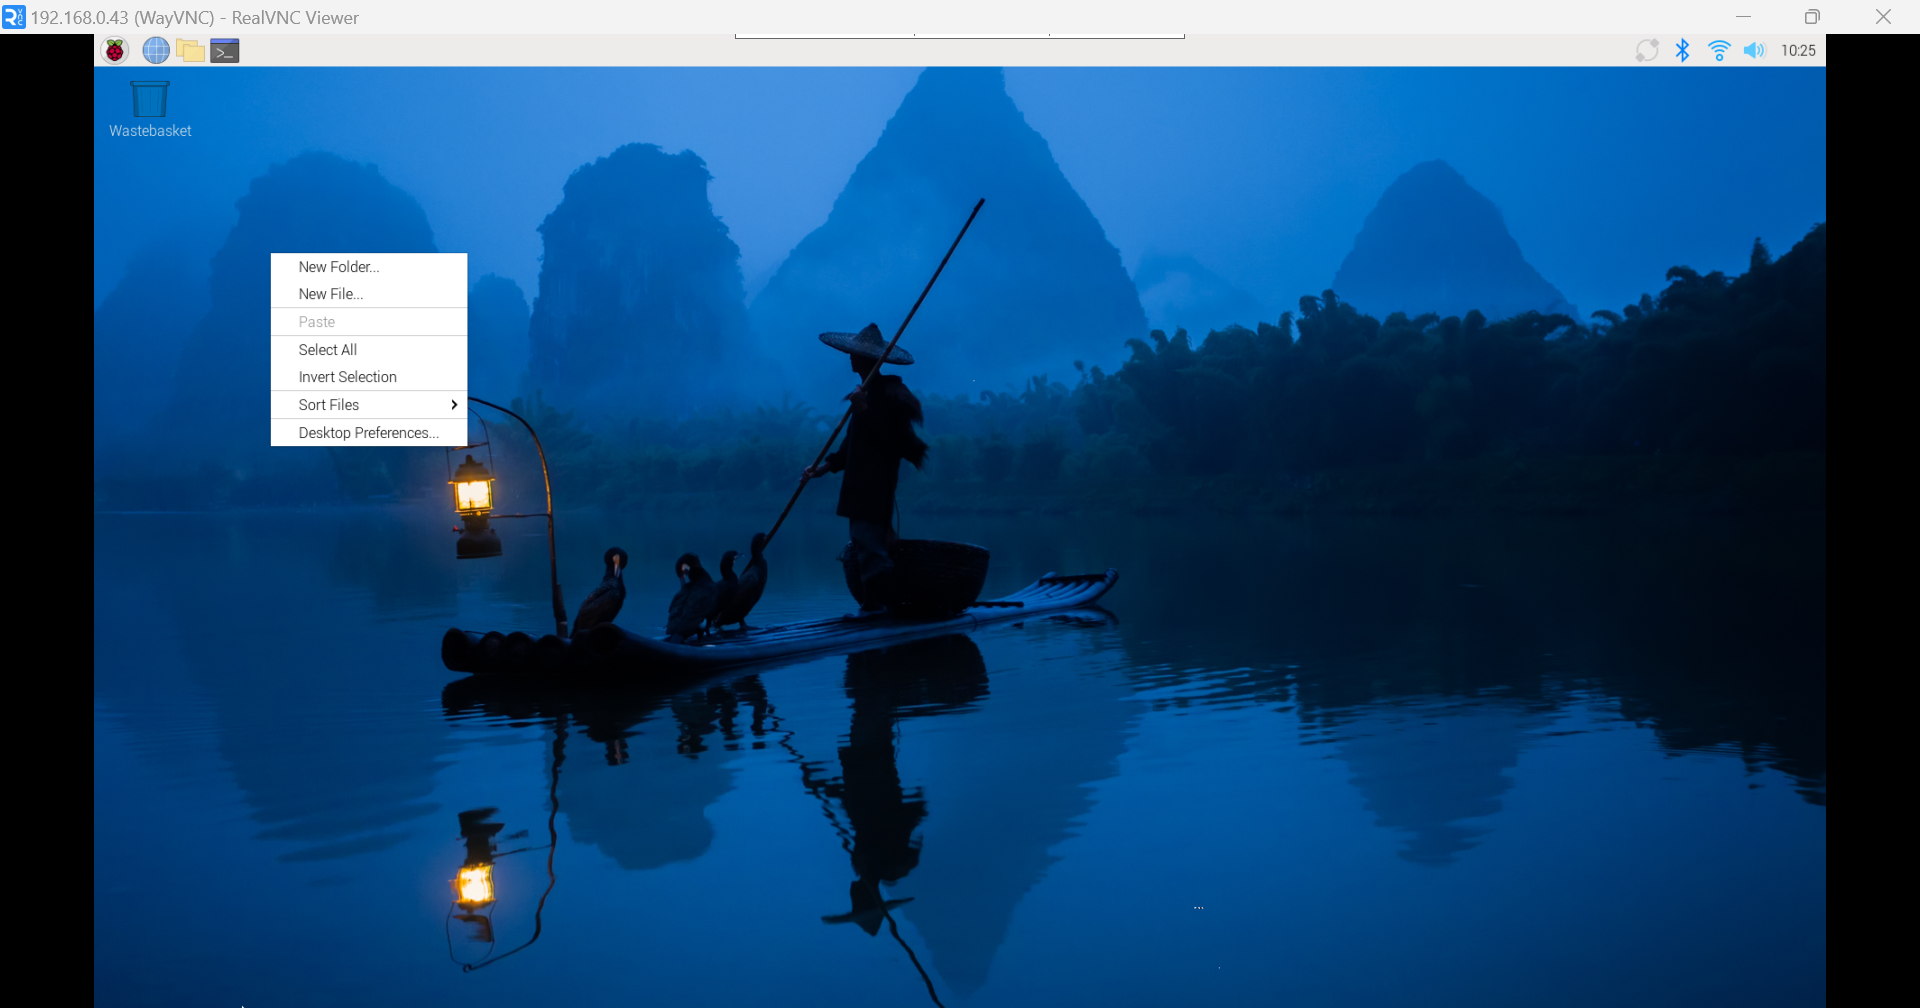 192.168.0.43 (WayVNC) - RealVNC Viewer
10:25
Wastebasket
New Folder...
New File...
Paste
Select All
Invert Selection
Sort Files
Desktop Preferences...